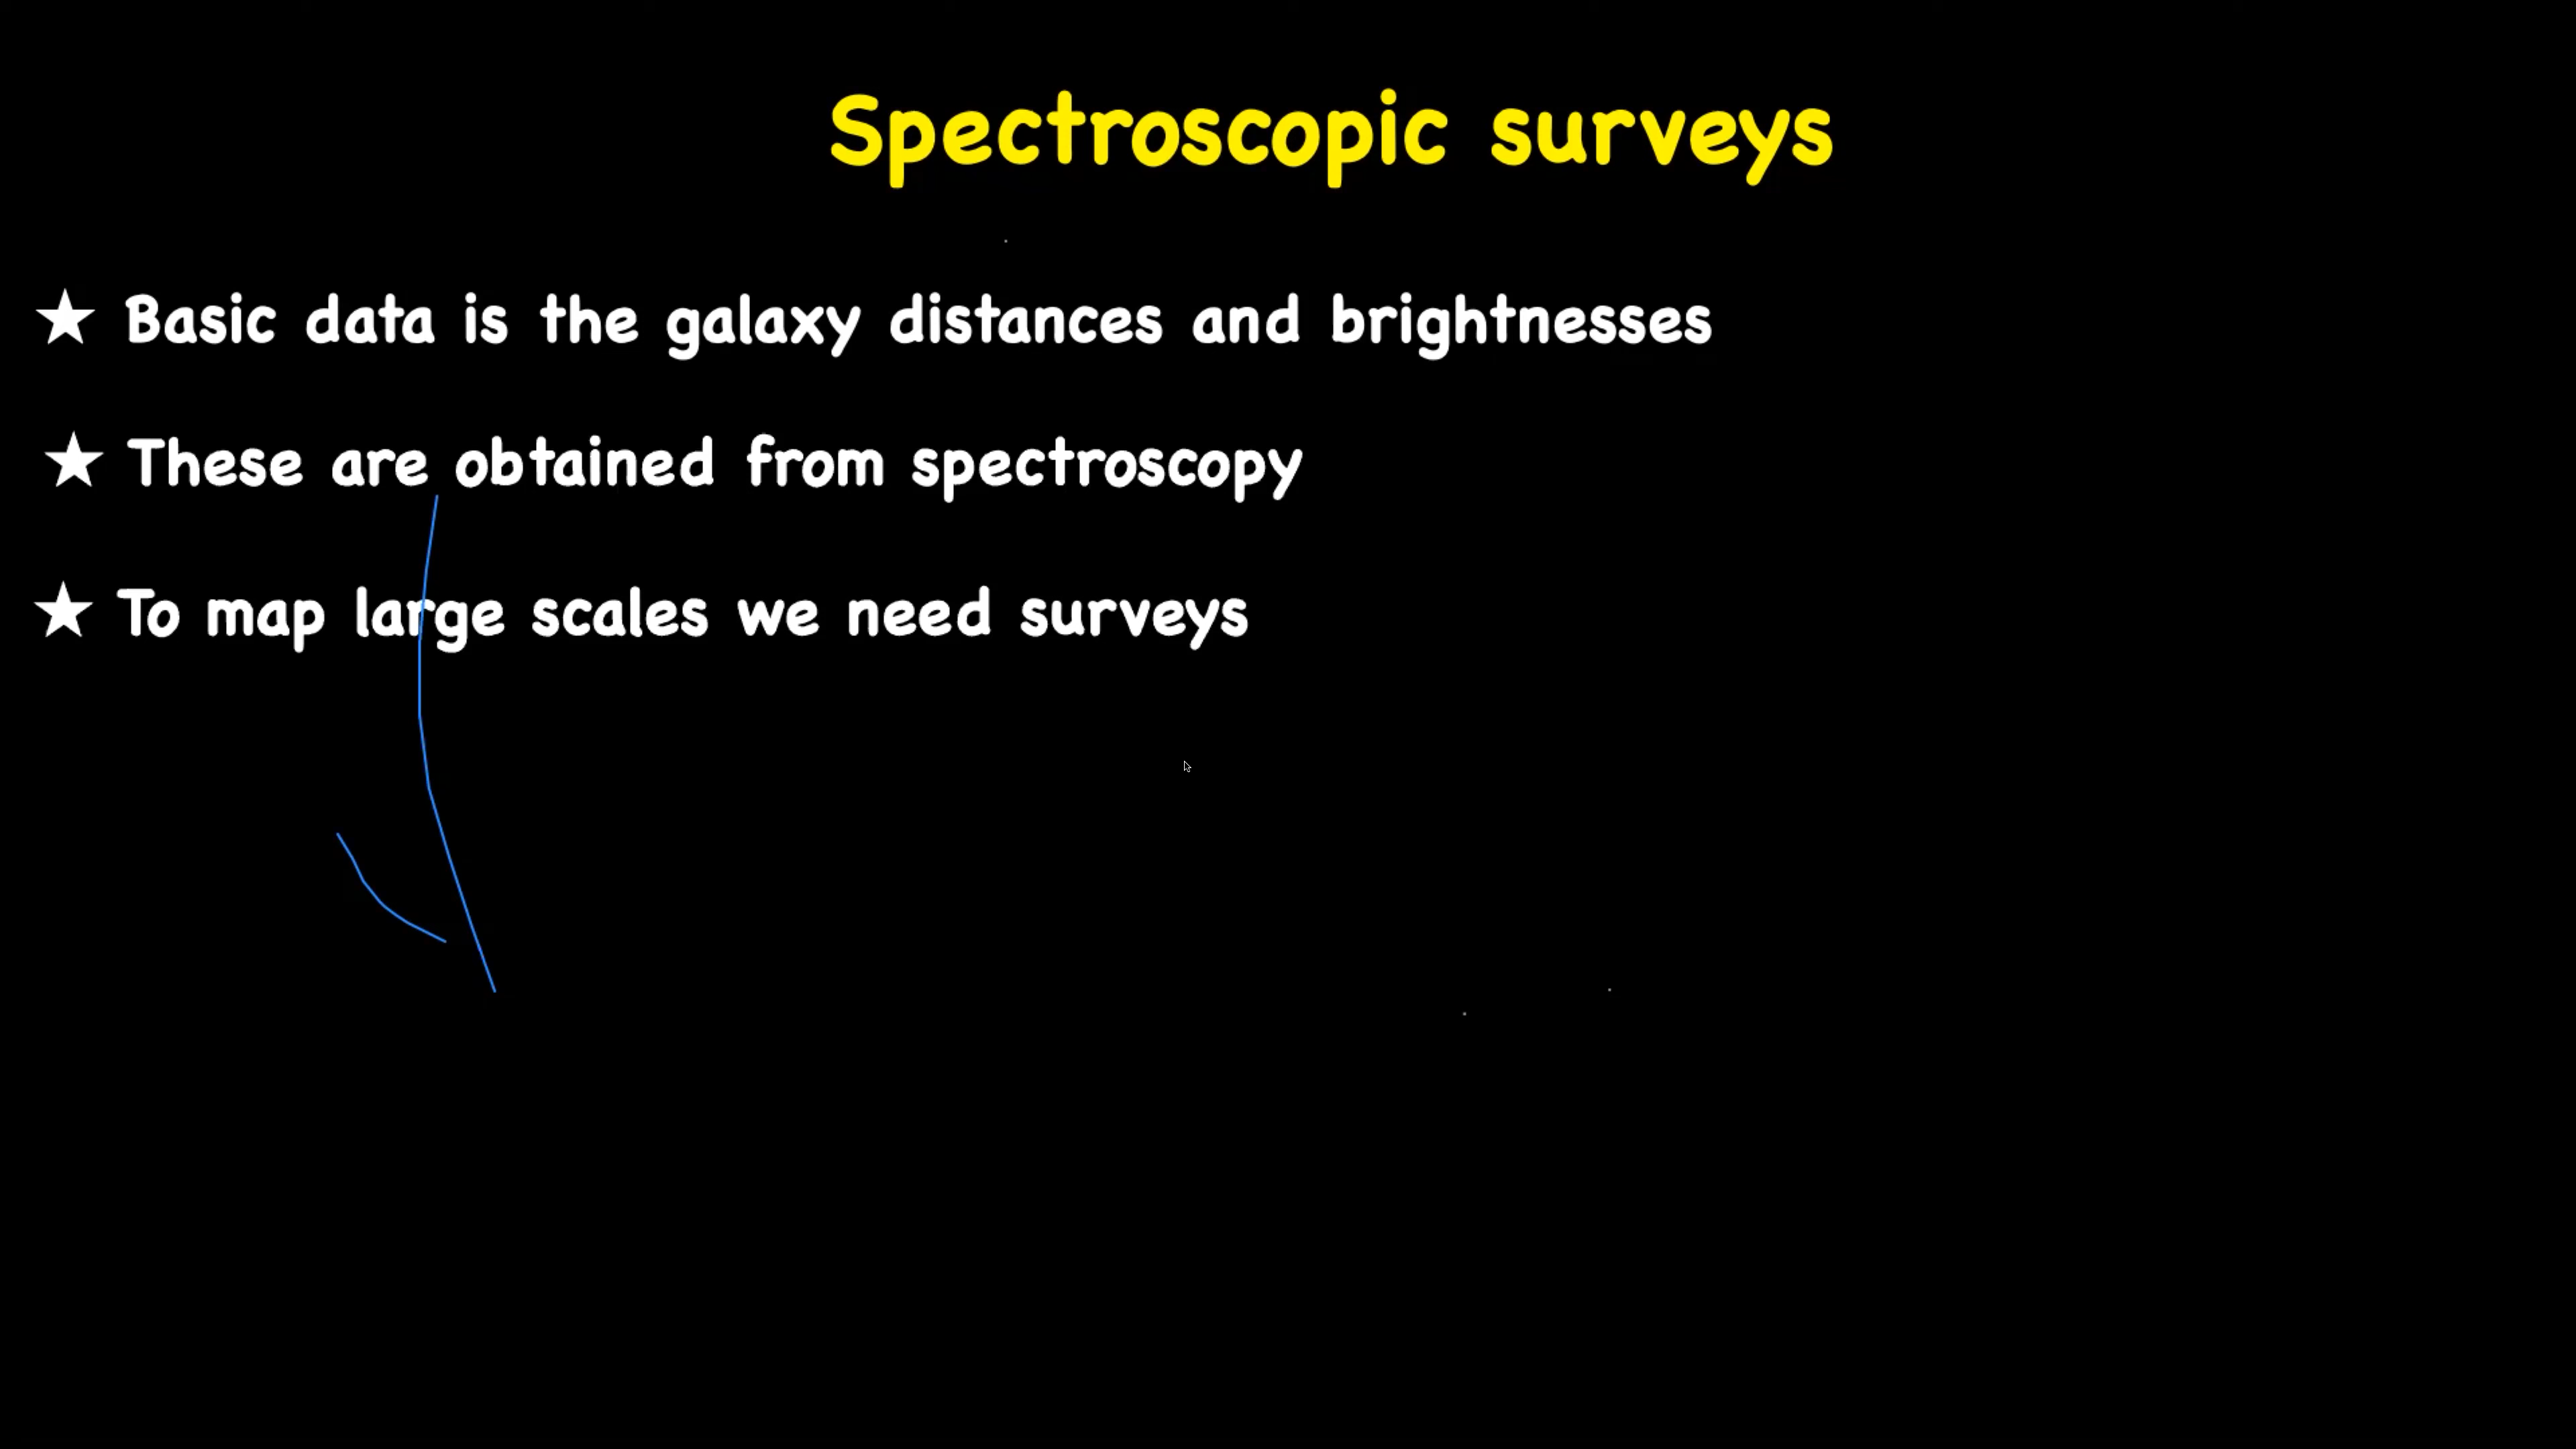 Spectroscopic surveys
★ Basic data is the galaxy distances and brightnesses
★ These are obtained from spectroscopy
★ To map large scales we need surveys